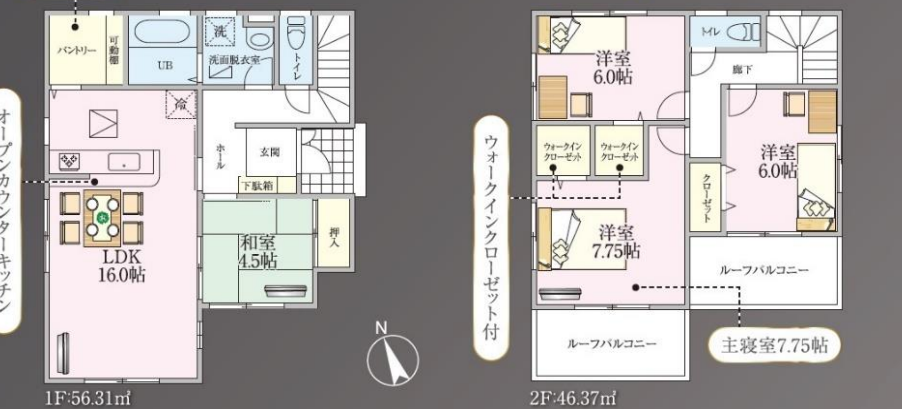 パントリー
可動棚
UB
洗
洗面脱衣室
トイレ
冷
ホール
玄関
下駄箱
押入
和室
4.5帖
LDK
16.0帖
オープンカウンターキッチン
1F:56.31㎡
N
洋室
6.0帖
トイレ
廊下
ウォークイン
クローゼット
ウォークイン
クローゼット
洋室
6.0帖
クローゼット
洋室
7.75帖
ウォークインクローゼット付
ルーフバルコニー
ルーフバルコニー
主寝室7.75帖
2F:46.37㎡